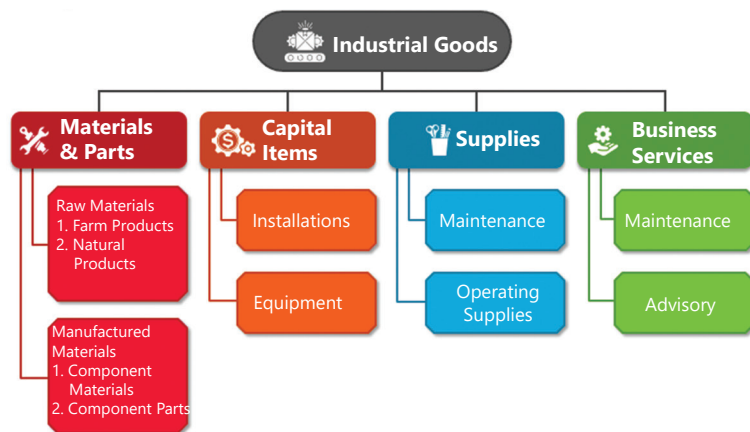 Industrial Goods
Materials
& Parts
Raw Materials
1. Farm Products
2. Natural
Products
Manufactured
Materials
1. Component
Materials
2. Component Parts
Capital
Items
Installations
Equipment
Supplies
Maintenance
Operating
Supplies
Business
Services
Maintenance
Advisory